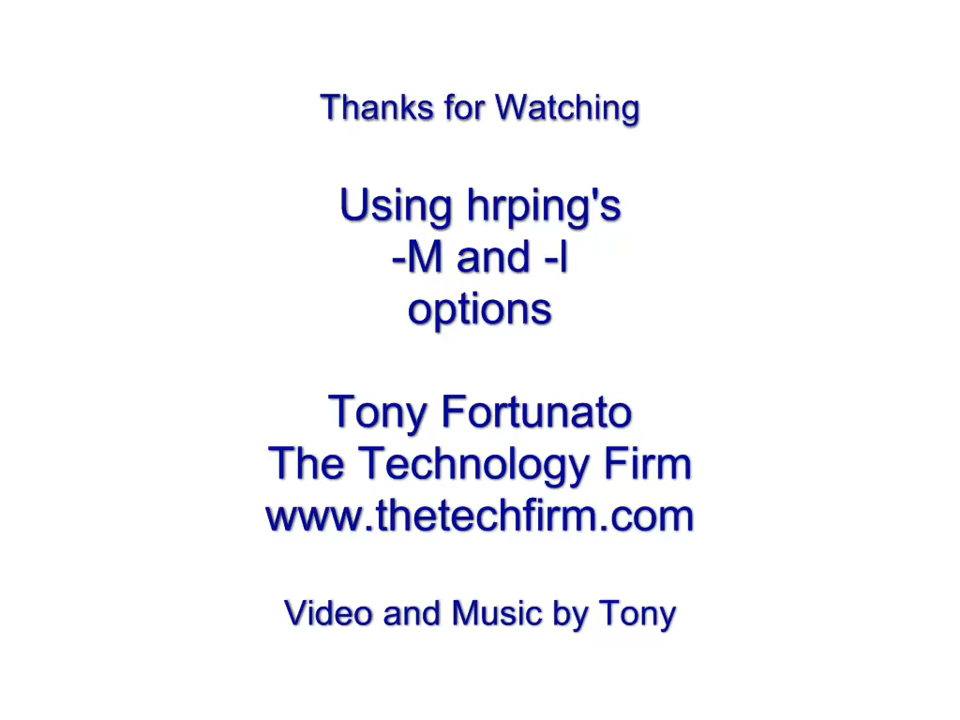 Thanks for Watching
Using hrping's
-M and -l
options
Tony Fortunato
The Technology Firm
www.thetechfirm.com
Video and Music by Tony